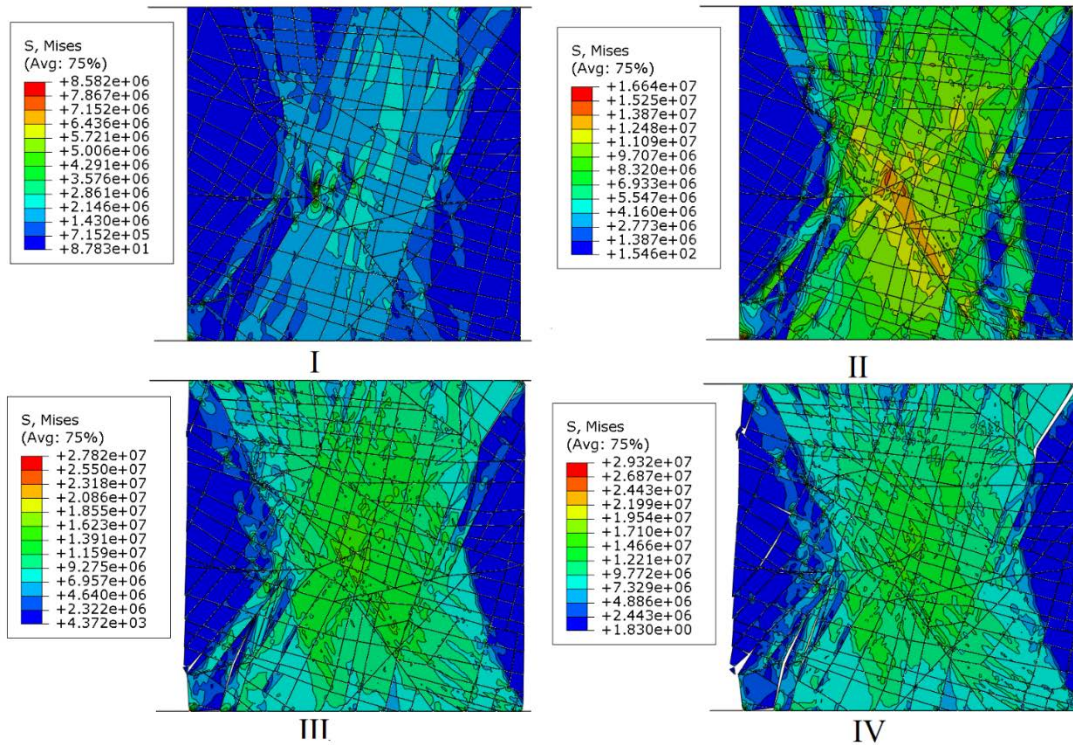 S, Mises
(Avg: 75%)
+8.582e+06
+7.867e+06
+7.152e+06
+6.436e+06
+5.721e+06
+5.006e+06
+4.291e+06
+3.576e+06
+2.861e+06
+2.146e+06
+1.430e+06
+7.152e+05
+8.783e+01
I
S, Mises
(Avg: 75%)
+1.664e+07
+1.525e+07
+1.387e+07
+1.248e+07
+1.109e+07
+9.707e+06
+8.320e+06
+6.933e+06
+5.547e+06
+4.160e+06
+2.773e+06
+1.387e+06
+1.546e+02
II
S, Mises
(Avg: 75%)
+2.782e+07
+2.550e+07
+2.318e+07
+2.086e+07
+1.855e+07
+1.623e+07
+1.391e+07
+1.159e+07
+9.275e+06
+6.957e+06
+4.640e+06
+2.322e+06
+4.372e+03
III
S, Mises
(Avg: 75%)
+2.932e+07
+2.687e+07
+2.443e+07
+2.199e+07
+1.954e+07
+1.710e+07
+1.466e+07
+1.221e+07
+9.772e+06
+7.329e+06
+4.886e+06
+2.443e+06
+1.830e+00
IV